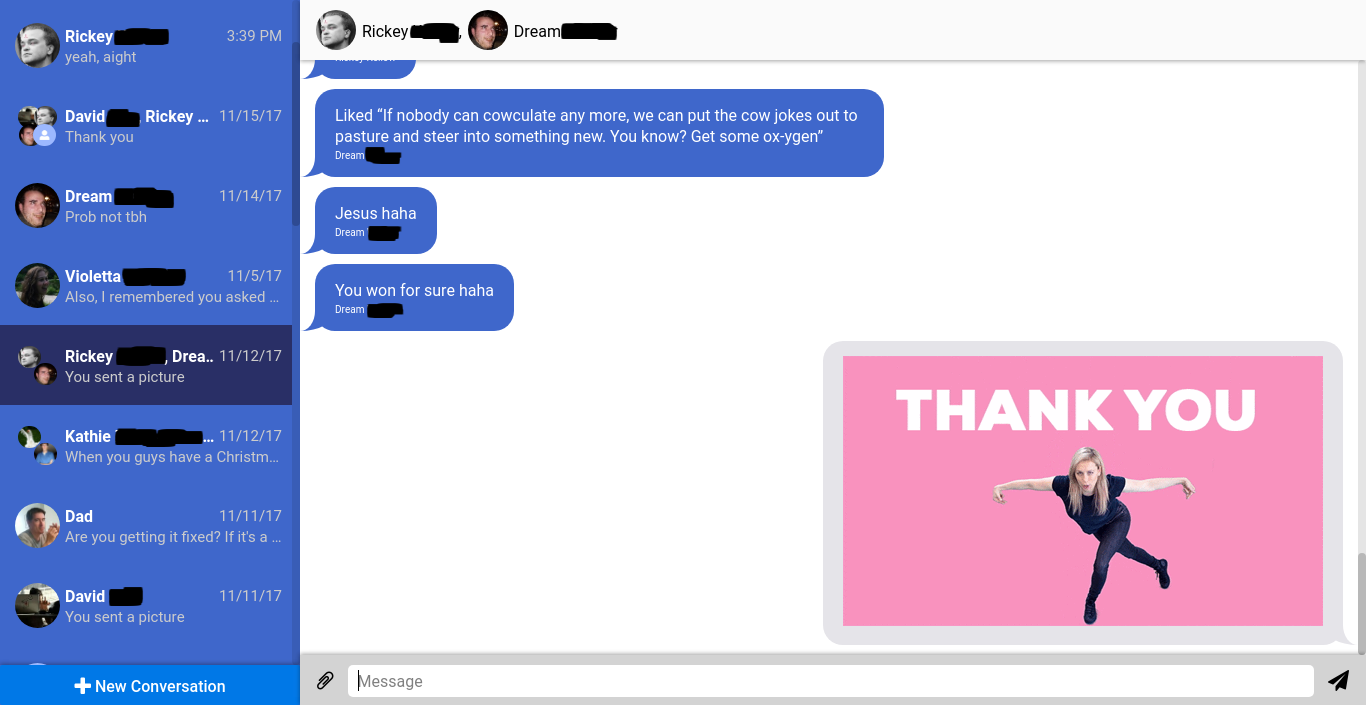 Rickey 3:39 PM
yeah, aight
David , Rickey ... 11/15/17
Thank you
Dream 11/14/17
Prob not tbh
Violetta 11/5/17
Also, I remembered you asked ...
Rickey , Drea.. 11/12/17
You sent a picture
Kathie ... 11/12/17
When you guys have a Christm...
Dad 11/11/17
Are you getting it fixed? If it's a ...
David 11/11/17
You sent a picture
New Conversation
Rickey , Dream
Liked “If nobody can cowculate any more, we can put the cow jokes out to
pasture and steer into something new. You know? Get some ox-ygen”
Dream
Jesus haha
Dream
You won for sure haha
Dream
THANK YOU
Message